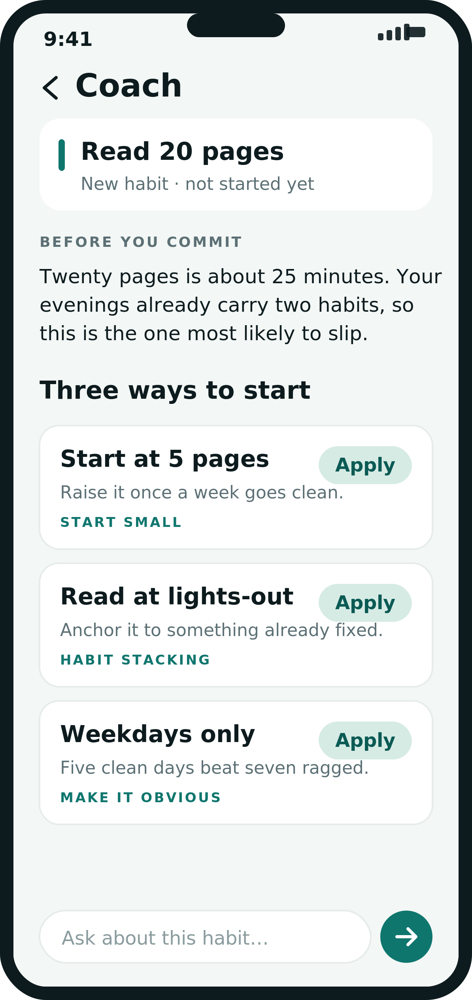 9:41
Coach
Read 20 pages
New habit · not started yet
BEFORE YOU COMMIT
Twenty pages is about 25 minutes. Your
evenings already carry two habits, so
this is the one most likely to slip.
Three ways to start
Start at 5 pages
Apply
Raise it once a week goes clean.
START SMALL
Read at lights-out
Apply
Anchor it to something already fixed.
HABIT STACKING
Weekdays only
Apply
Five clean days beat seven ragged.
MAKE IT OBVIOUS
Ask about this habit…